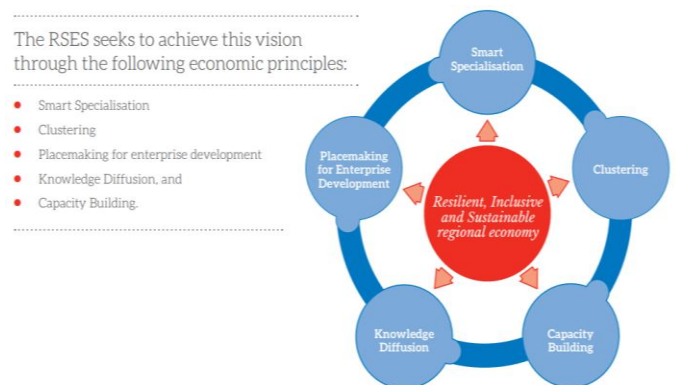 The RSES seeks to achieve this vision
through the following economic principles:
Smart Specialisation
Clustering
Placemaking for enterprise development
Knowledge Diffusion, and
Capacity Building.
Smart
Specialisation
Placemaking
for Enterprise
Development
Clustering
Resilient, Inclusive
and Sustainable
regional economy
Knowledge
Diffusion
Capacity
Building